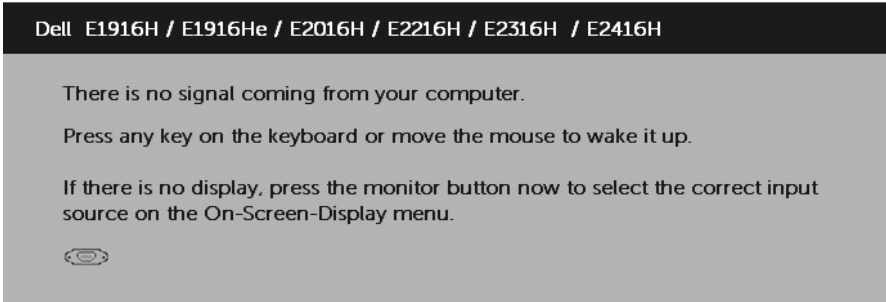 Dell E1916H / E1916He / E2016H / E2216H / E2316H / E2416H
There is no signal coming from your computer.
Press any key on the keyboard or move the mouse to wake it up.
If there is no display, press the monitor button now to select the correct input
source on the On-Screen-Display menu.